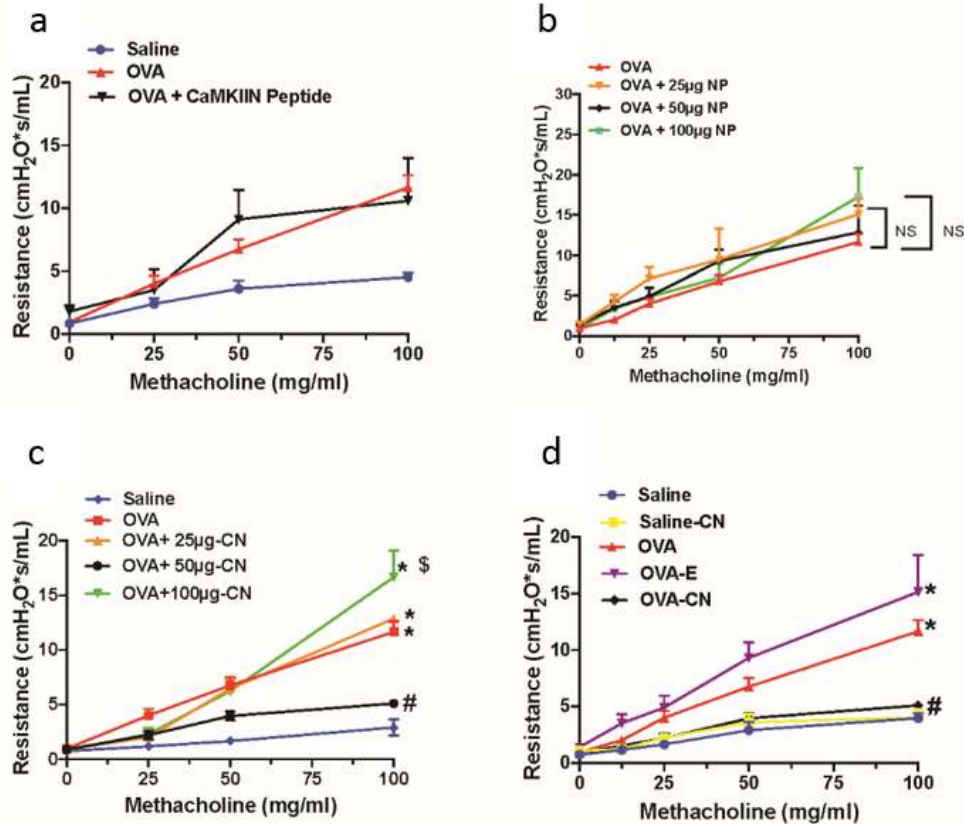 a
Saline
OVA
OVA + CaMKIIN Peptide
Resistance (cmH2O*s/mL)
20
15
10
5
0
0 25 50 75 100
Methacholine (mg/ml)
b
OVA
OVA + 25µg NP
OVA + 50µg NP
OVA + 100µg NP
Resistance (cmH2O*s/mL)
30
25
20
15
10
5
0
NS NS
0 25 50 75 100
Methacholine (mg/ml)
c
Saline
OVA
OVA+ 25µg-CN
OVA+ 50µg-CN
OVA+100µg-CN
Resistance (cmH2O*s/mL)
20
15
10
5
0
* $
*
*
#
0 25 50 75 100
Methacholine (mg/ml)
d
Saline
Saline-CN
OVA
OVA-E
OVA-CN
Resistance (cmH2O*s/mL)
20
15
10
5
0
*
*
#
0 25 50 75 100
Methacholine (mg/ml)